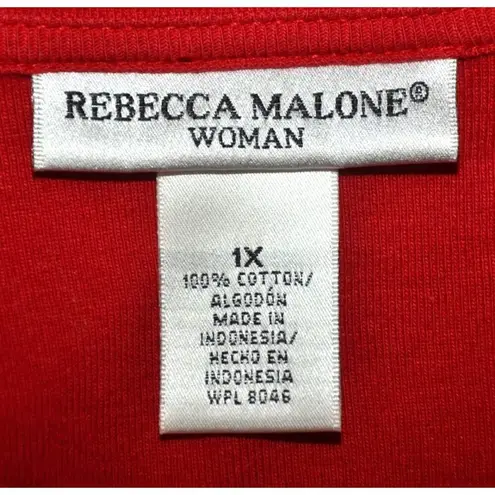 REBECCA MALONE®
WOMAN
1X
100% COTTON/
ALGODÓN
MADE IN
INDONESIA/
HECHO EN
INDONESIA
WPL 8046